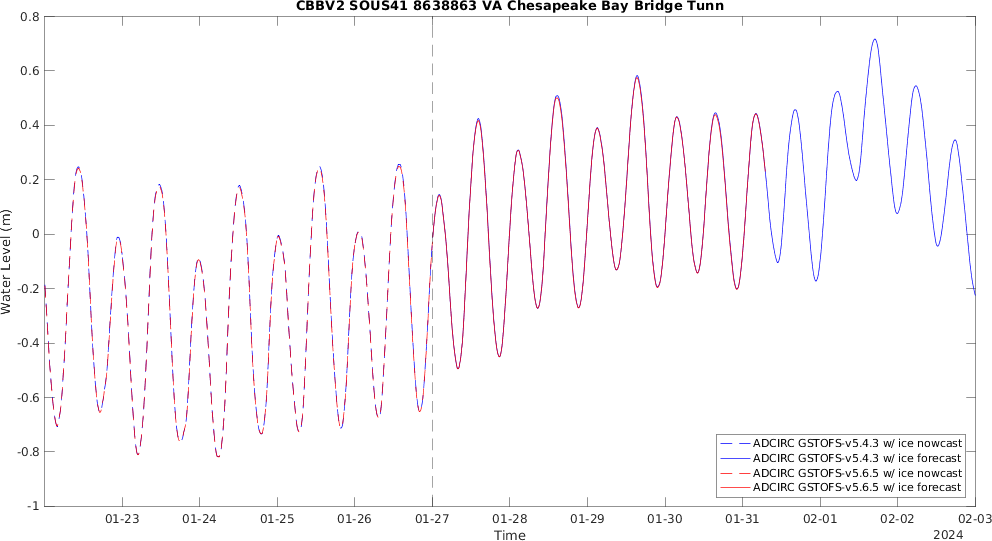 CBBV2 SOUS41 8638863 VA Chesapeake Bay Bridge Tunn
0.8
0.6
0.4
0.2
0
-0.2
-0.4
-0.6
-0.8
-1
Water Level (m)
ADCIRC GSTOFS-v5.4.3 w/ ice nowcast
ADCIRC GSTOFS-v5.4.3 w/ ice forecast
ADCIRC GSTOFS-v5.6.5 w/ ice nowcast
ADCIRC GSTOFS-v5.6.5 w/ ice forecast
01-23 01-24 01-25 01-26 01-27 01-28 01-29 01-30 01-31 02-01 02-02 02-03
Time
2024